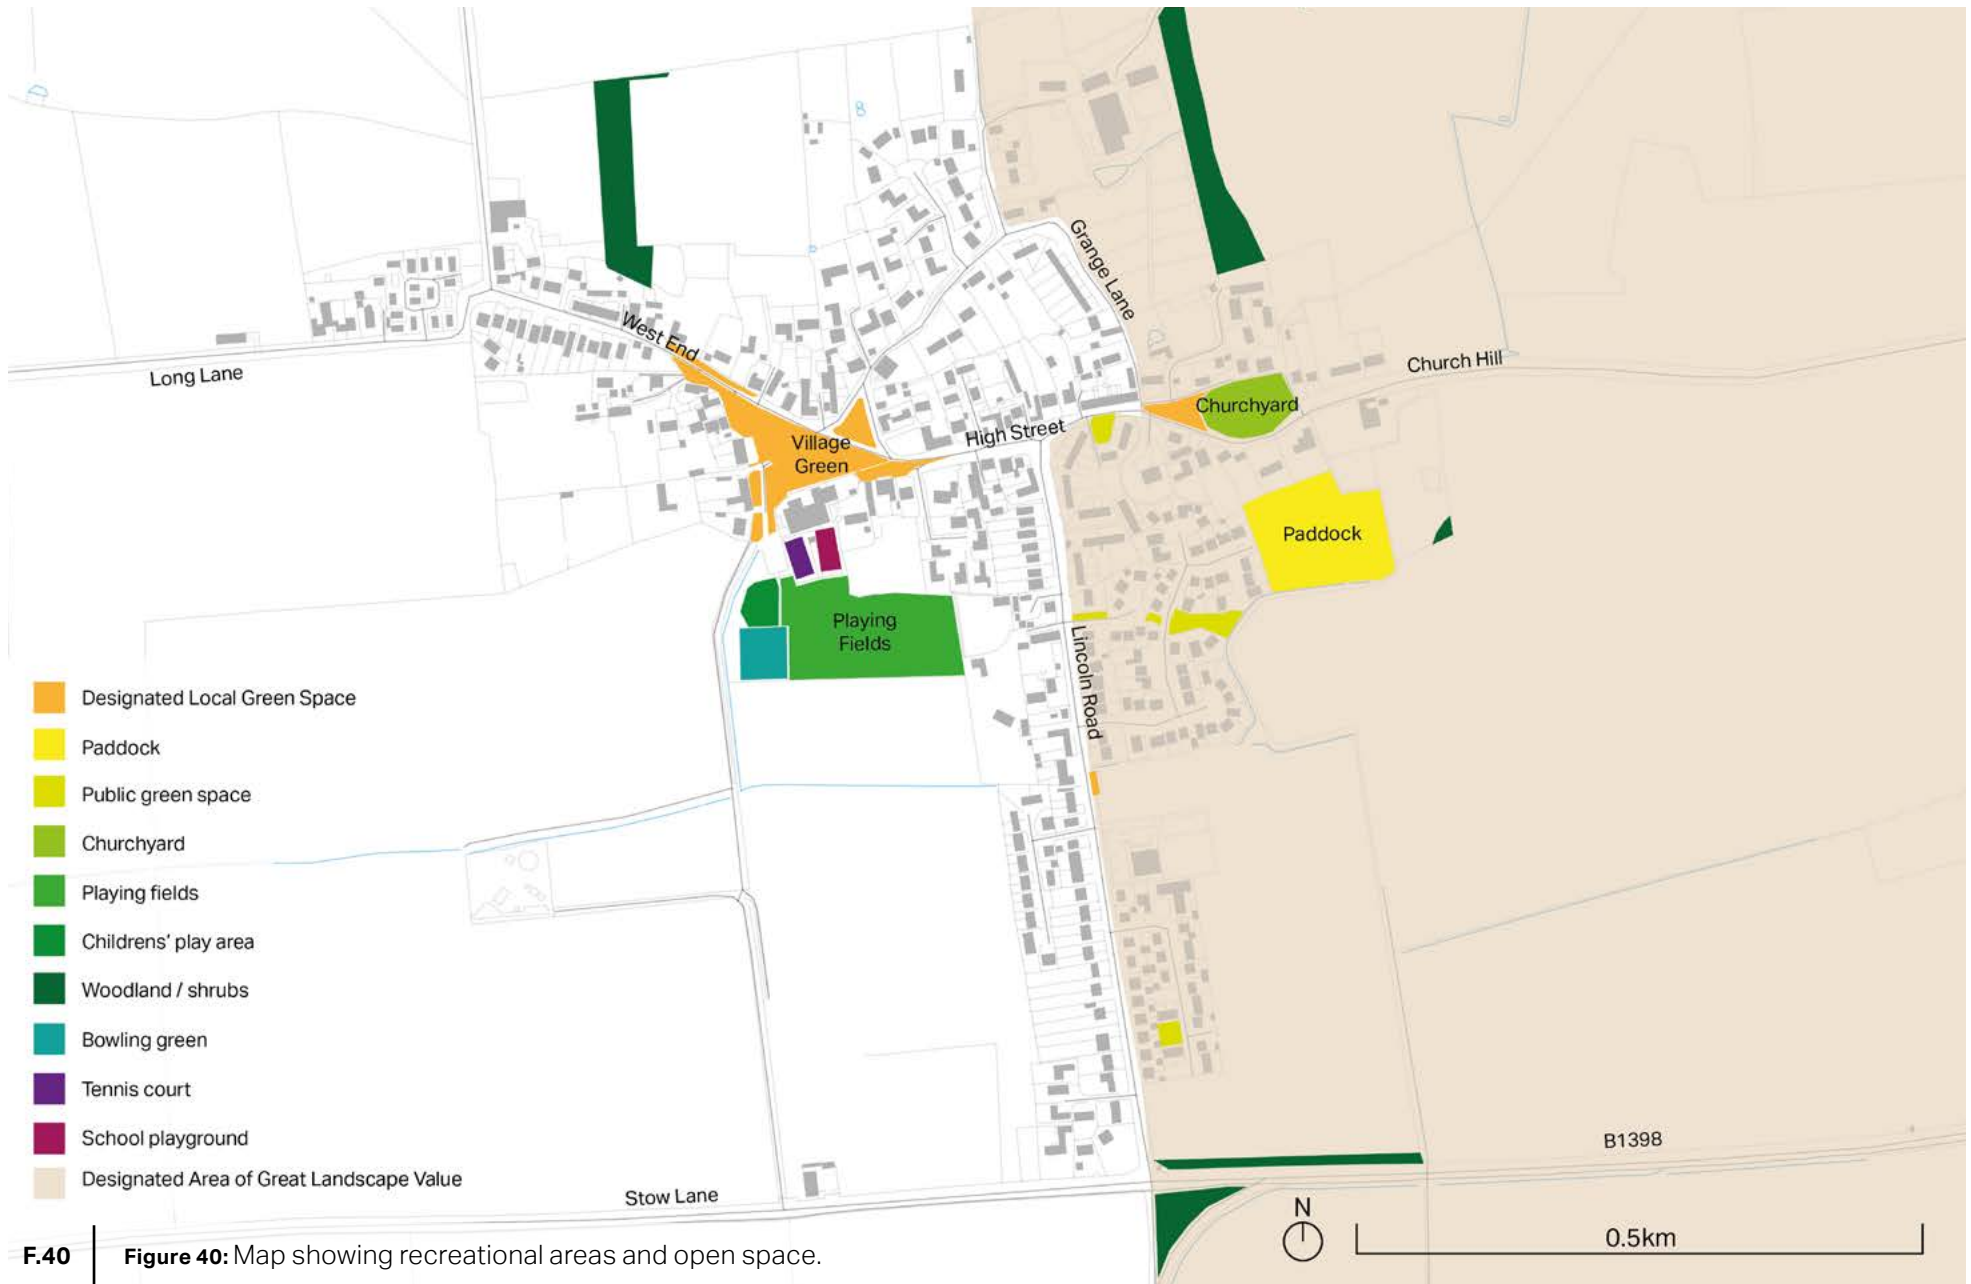 Grange Lane
West End
Long Lane
Church Hill
Churchyard
High Street
Village
Green
Paddock
Playing
Fields
Lincoln Road
Designated Local Green Space
Paddock
Public green space
Churchyard
Playing fields
Childrens' play area
Woodland / shrubs
Bowling green
Tennis court
School playground
Designated Area of Great Landscape Value
B1398
Stow Lane
N
0.5km
F.40
Figure 40: Map showing recreational areas and open space.